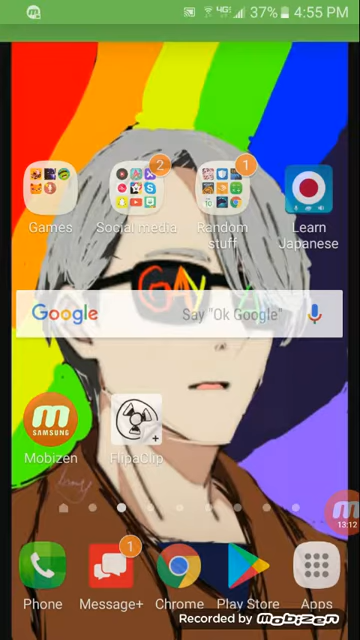 4G 37% 4:55 PM
2 1
Games Social media Random stuff Learn Japanese
GAY
Google Say "Ok Google"
m SAMSUNG
Mobizen FlipaClip
m 13:12
1
Phone Message+ Chrome Play Store Apps
Recorded by Mobizen